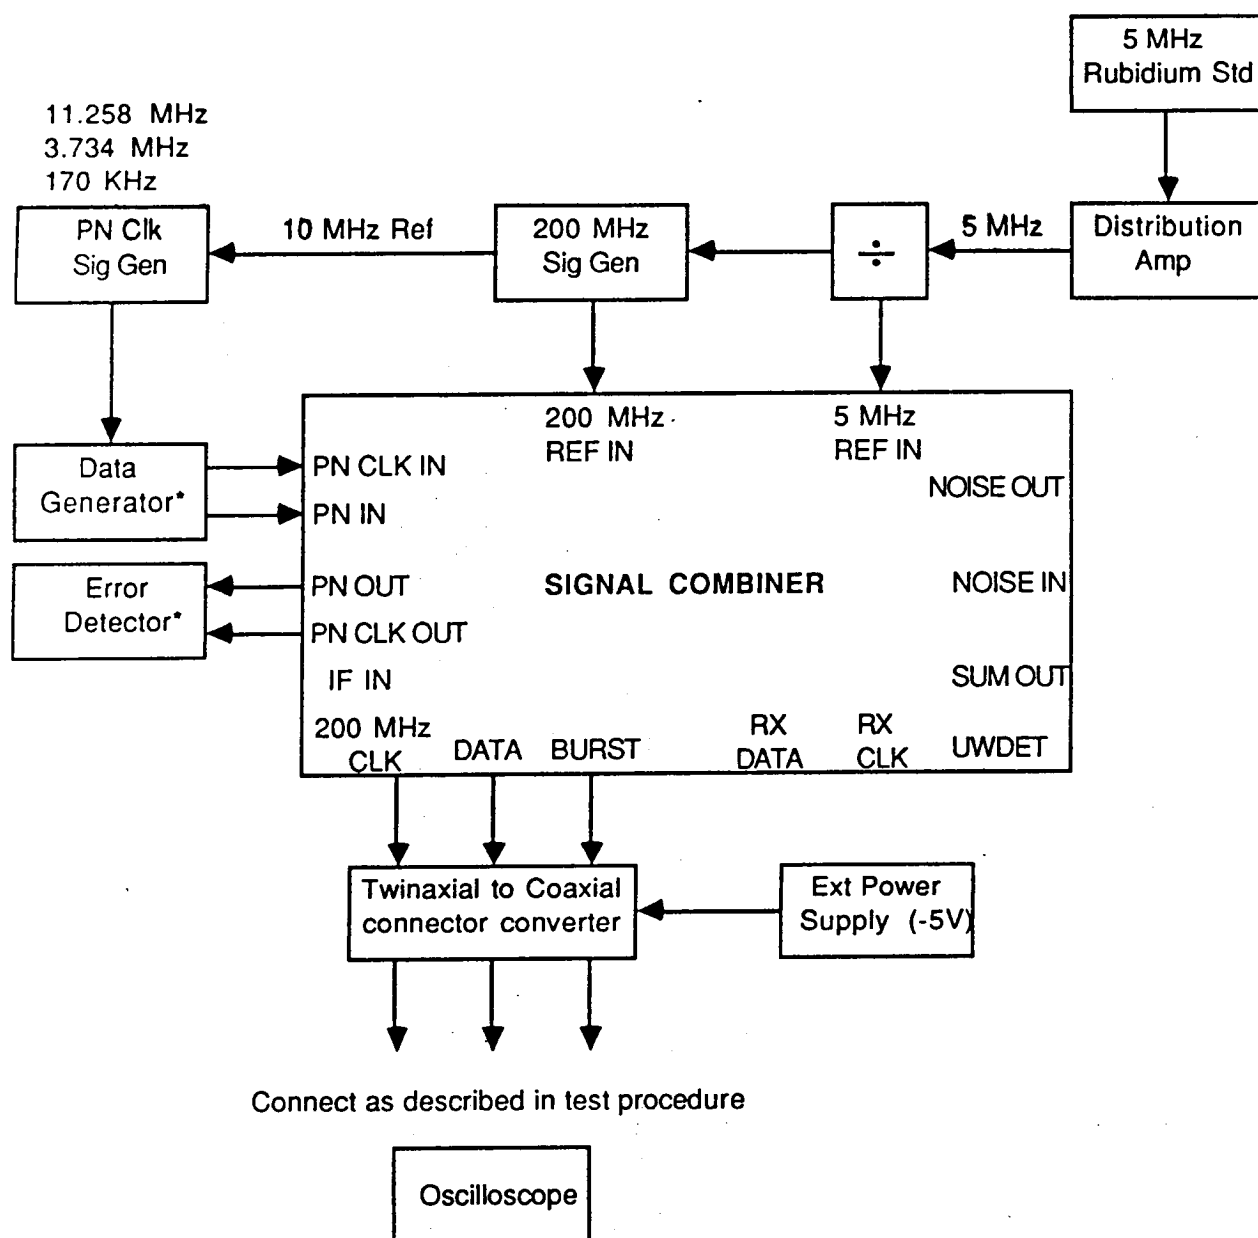 5 MHz
Rubidium Std
11.258 MHz
3.734 MHz
170 KHz
PN Clk
Sig Gen
10 MHz Ref
200 MHz
Sig Gen
÷
5 MHz
Distribution
Amp
200 MHz
REF IN
5 MHz
REF IN
Data
Generator*
PN CLK IN
PN IN
NOISE OUT
Error
Detector*
PN OUT
PN CLK OUT
SIGNAL COMBINER
NOISE IN
IF IN
SUM OUT
200 MHz
CLK
DATA
BURST
RX
DATA
RX
CLK
UWDET
Twinaxial to Coaxial
connector converter
Ext Power
Supply (-5V)
Connect as described in test procedure
Oscilloscope